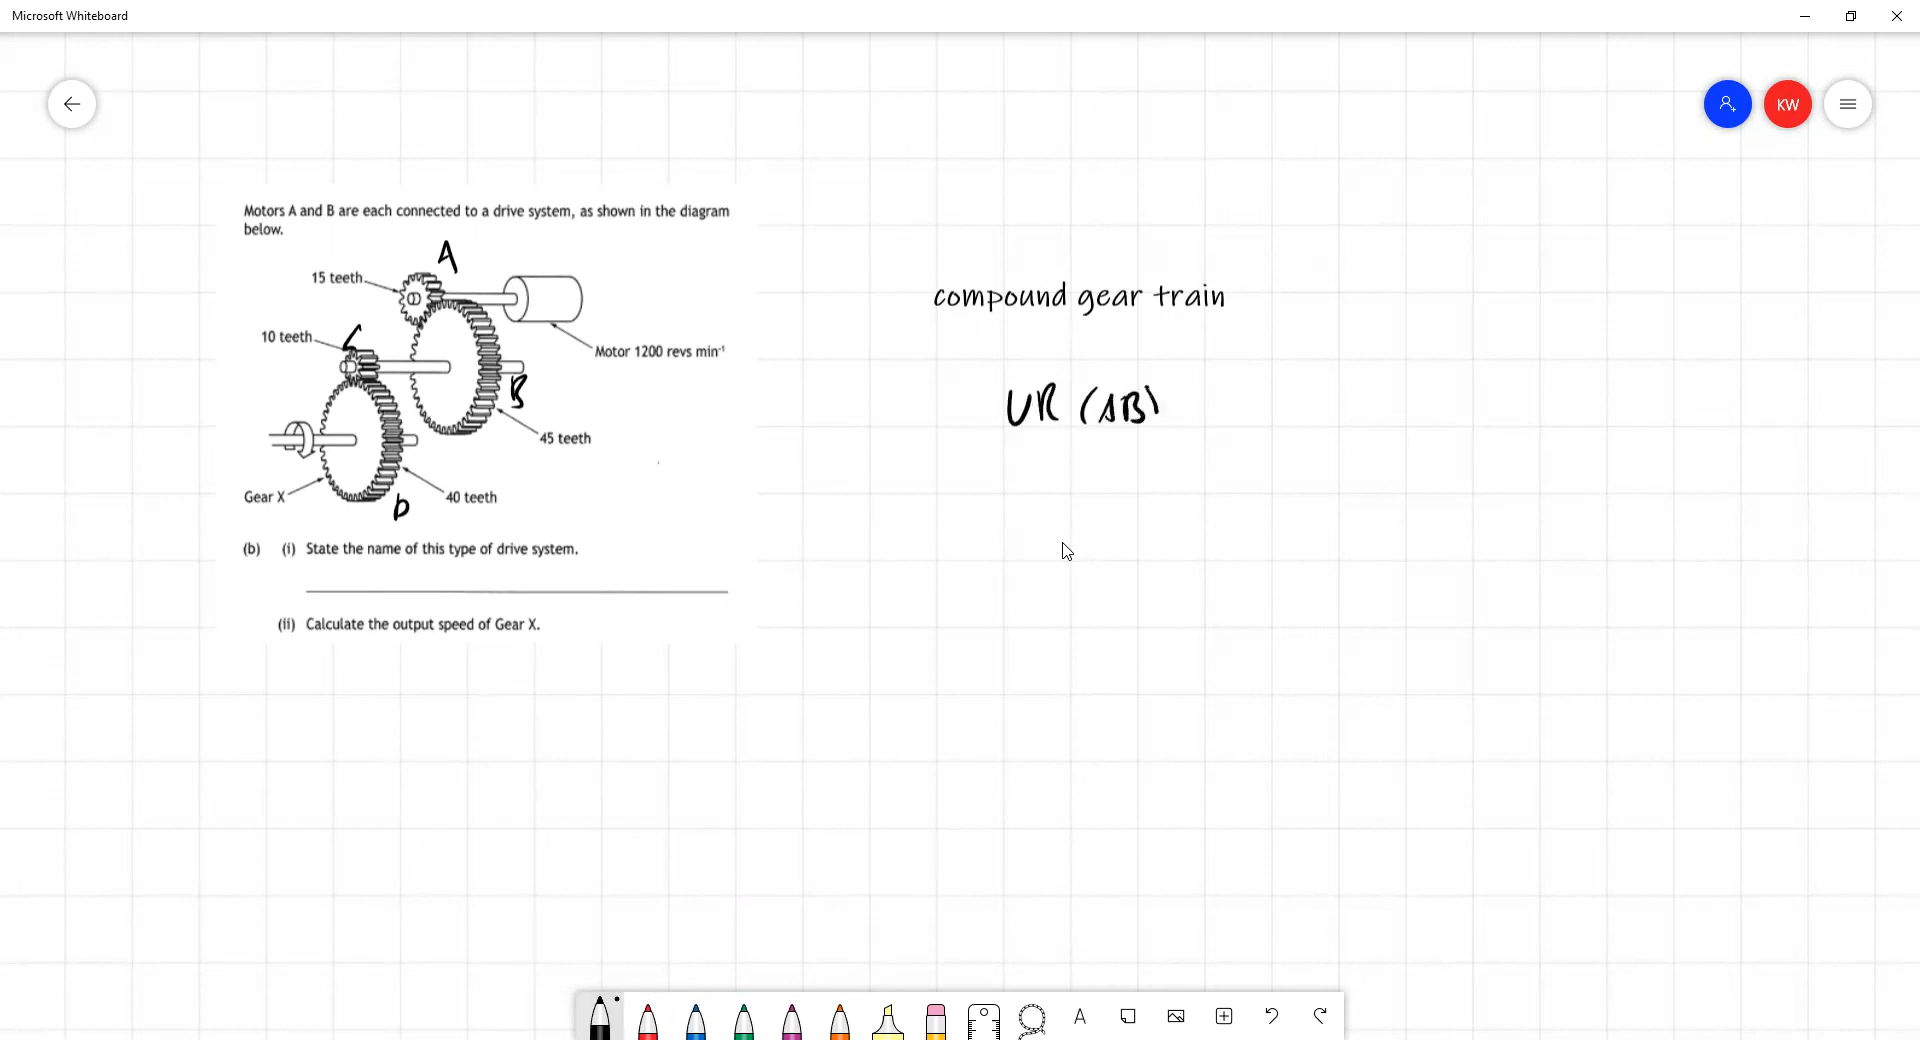 Microsoft Whiteboard
KW
Motors A and B are each connected to a drive system, as shown in the diagram
below.
A
15 teeth
10 teeth
C
Motor 1200 revs min⁻¹
B
45 teeth
Gear X
40 teeth
D
(b) (i) State the name of this type of drive system.
(ii) Calculate the output speed of Gear X.
compound gear train
VR (AB)
A